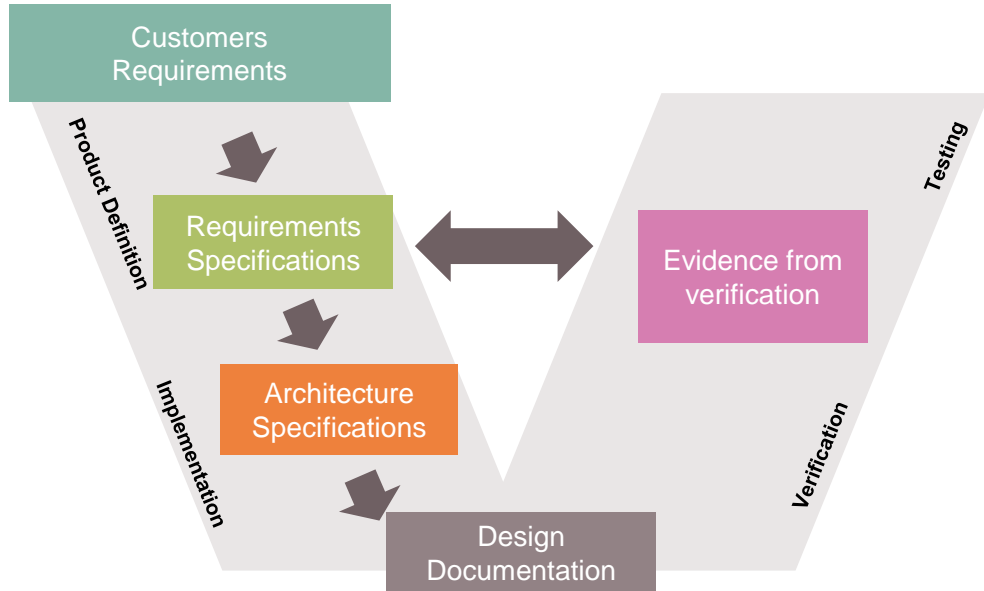 Customers
Requirements
Product Definition
Testing
Requirements
Specifications
Evidence from
verification
Architecture
Specifications
Implementation
Verification
Design
Documentation